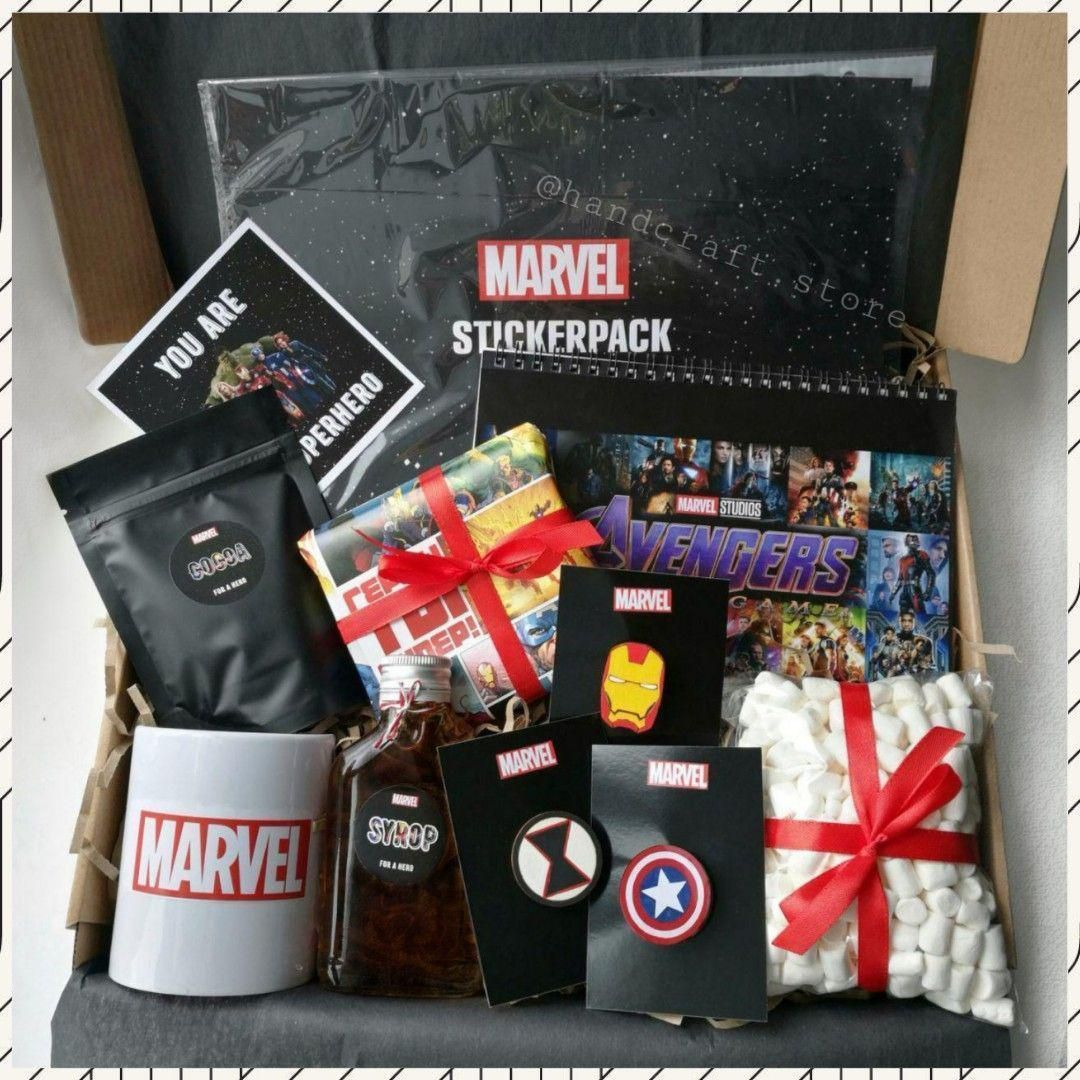 @handcraft.store
MARVEL
STICKERPACK
YOU ARE
MARVEL STUDIOS
AVENGERS
MARVEL
COCOA
FOR A HERO
MARVEL
MARVEL
SYROP
FOR A HERO
MARVEL
MARVEL
MARVEL